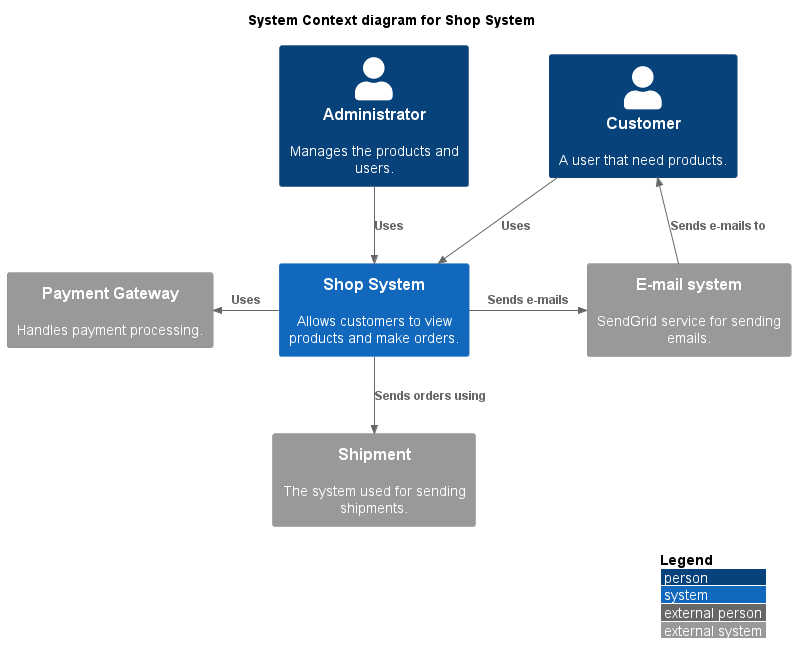 System Context diagram for Shop System
Administrator
Manages the products and
users.
Customer
A user that need products.
Uses
Uses
Sends e-mails to
Payment Gateway
Handles payment processing.
Uses
Shop System
Allows customers to view
products and make orders.
Sends e-mails
E-mail system
SendGrid service for sending
emails.
Sends orders using
Shipment
The system used for sending
shipments.
Legend
person
system
external person
external system